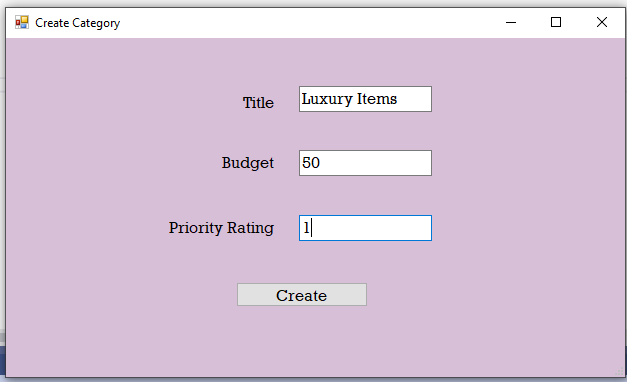 Create Category
Title Luxury Items
Budget 50
Priority Rating 1
Create